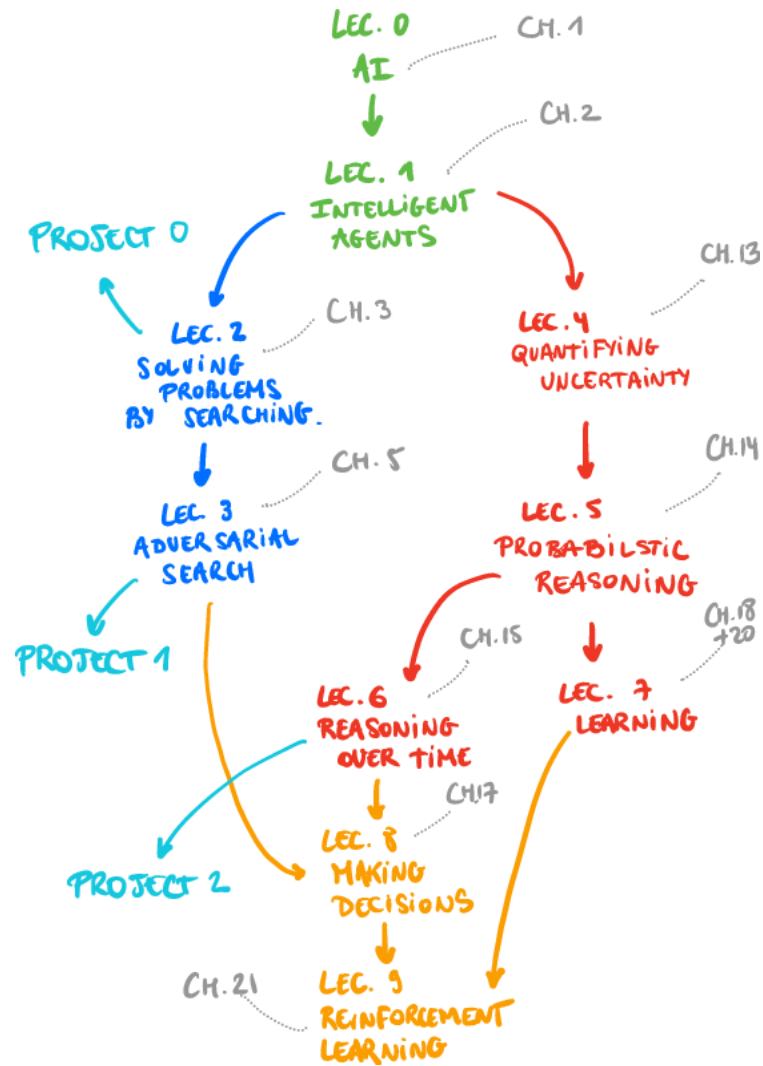 LEC. 0
CH. 1
AI
CH. 2
LEC. 1
INTELLIGENT
AGENTS
PROJECT 0
CH. 13
CH. 3
LEC. 2
SOLVING
PROBLEMS
BY SEARCHING.
LEC. 4
QUANTIFYING
UNCERTAINTY
CH. 5
CH. 14
LEC. 3
ADVERSARIAL
SEARCH
LEC. 5
PROBABILSTIC
REASONING
PROJECT 1
CH. 15
CH. 18
+20
LEC. 6
REASONING
OVER TIME
LEC. 7
LEARNING
CH. 17
PROJECT 2
LEC. 8
MAKING
DECISIONS
CH. 21
LEC. 9
REINFORCEMENT
LEARNING